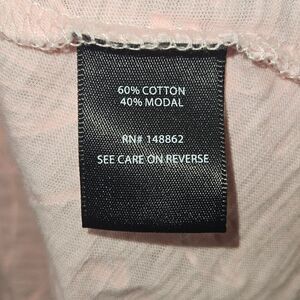 60% COTTON
40% MODAL
RN# 148862
SEE CARE ON REVERSE